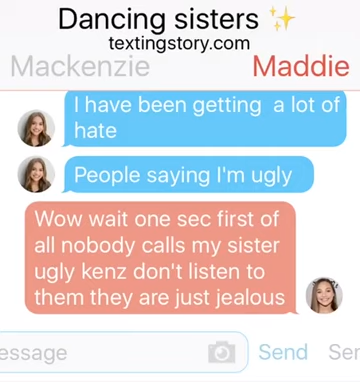 Dancing sisters ✨
textingstory.com
Mackenzie Maddie
I have been getting a lot of
hate
People saying I'm ugly
Wow wait one sec first of
all nobody calls my sister
ugly kenz don't listen to
them they are just jealous
essage Send Ser